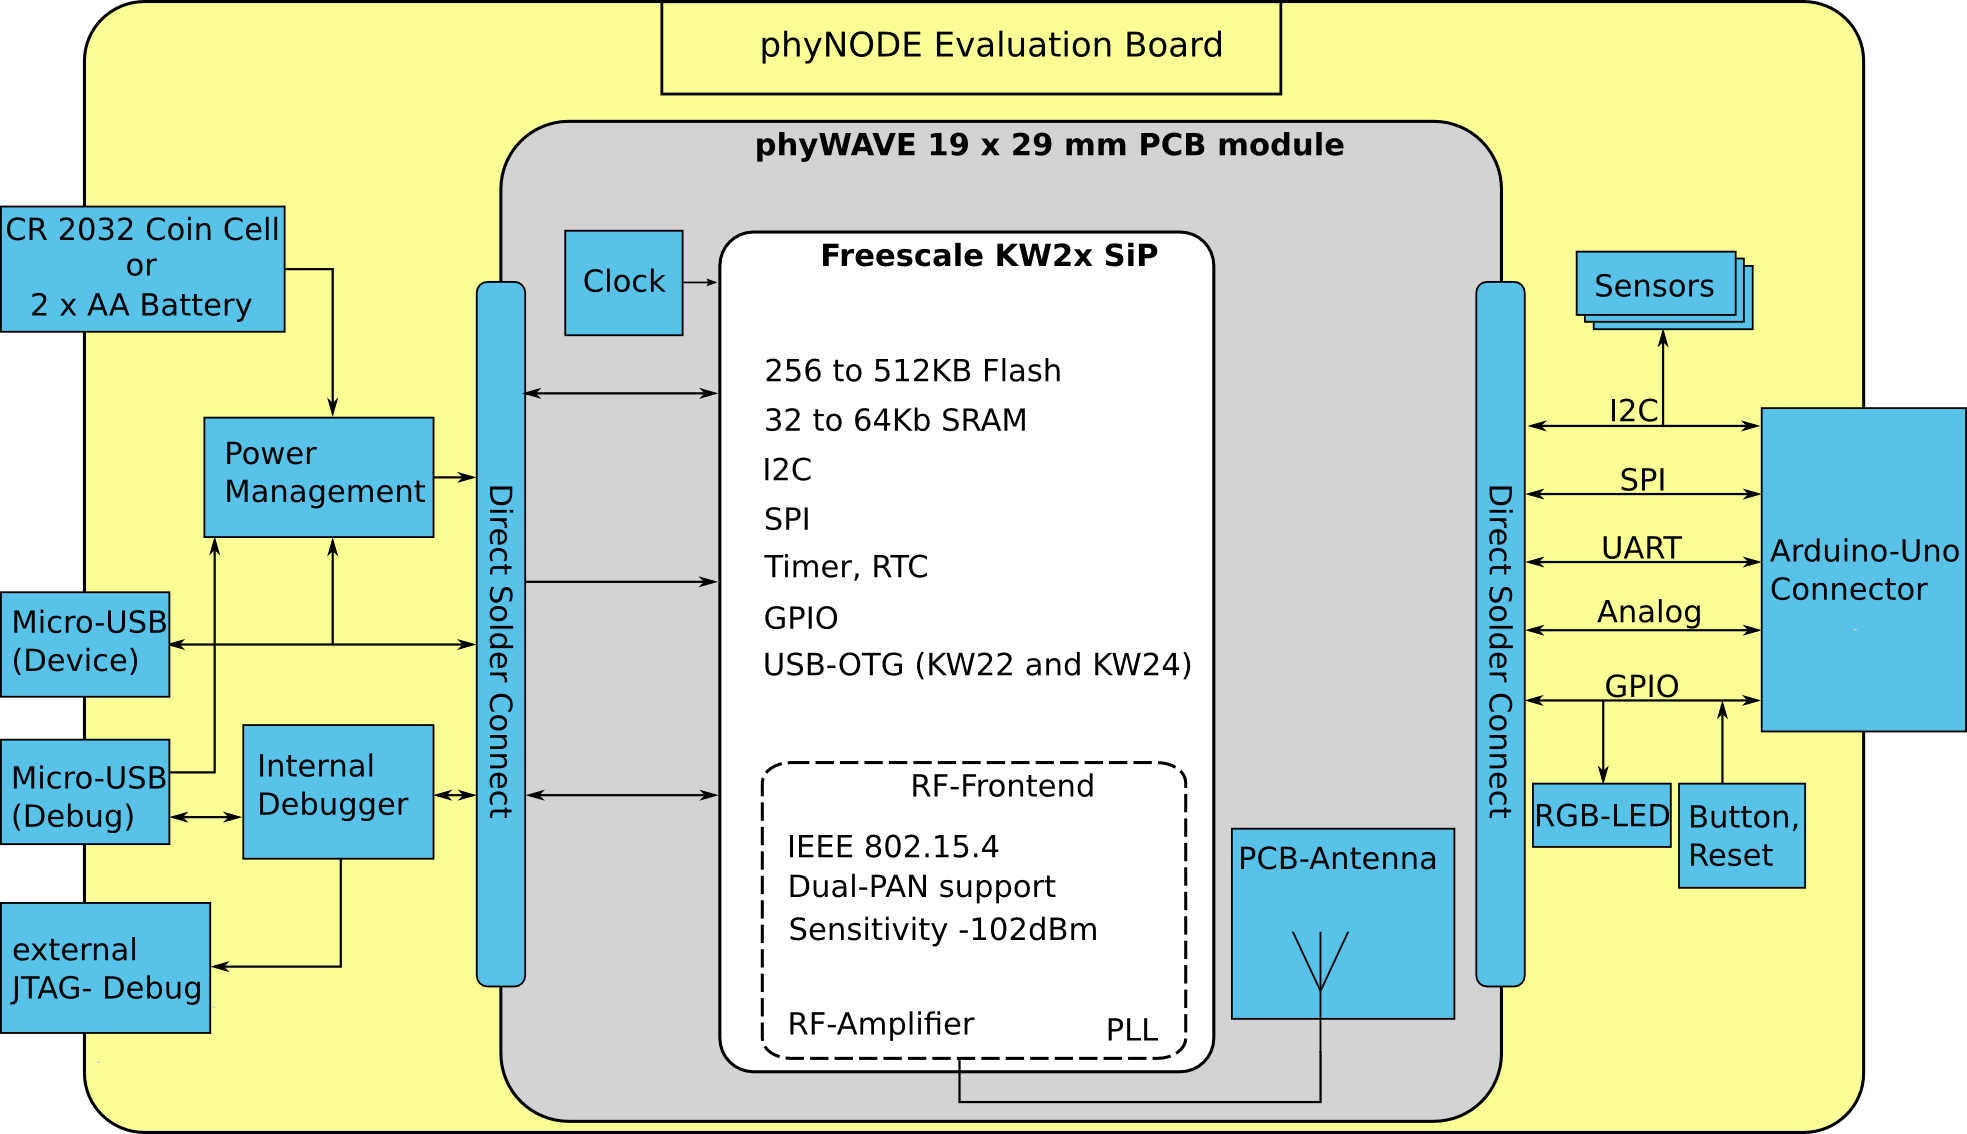 phyNODE Evaluation Board
phyWAVE 19 x 29 mm PCB module
CR 2032 Coin Cell
or
2 x AA Battery
Power
Management
Micro-USB
(Device)
Micro-USB
(Debug)
Internal
Debugger
external
JTAG- Debug
Direct Solder Connect
Clock
Freescale KW2x SiP
256 to 512KB Flash
32 to 64Kb SRAM
I2C
SPI
Timer, RTC
GPIO
USB-OTG (KW22 and KW24)
RF-Frontend
IEEE 802.15.4
Dual-PAN support
Sensitivity -102dBm
RF-Amplifier
PLL
PCB-Antenna
Direct Solder Connect
Sensors
I2C
SPI
UART
Analog
GPIO
Arduino-Uno
Connector
RGB-LED
Button,
Reset